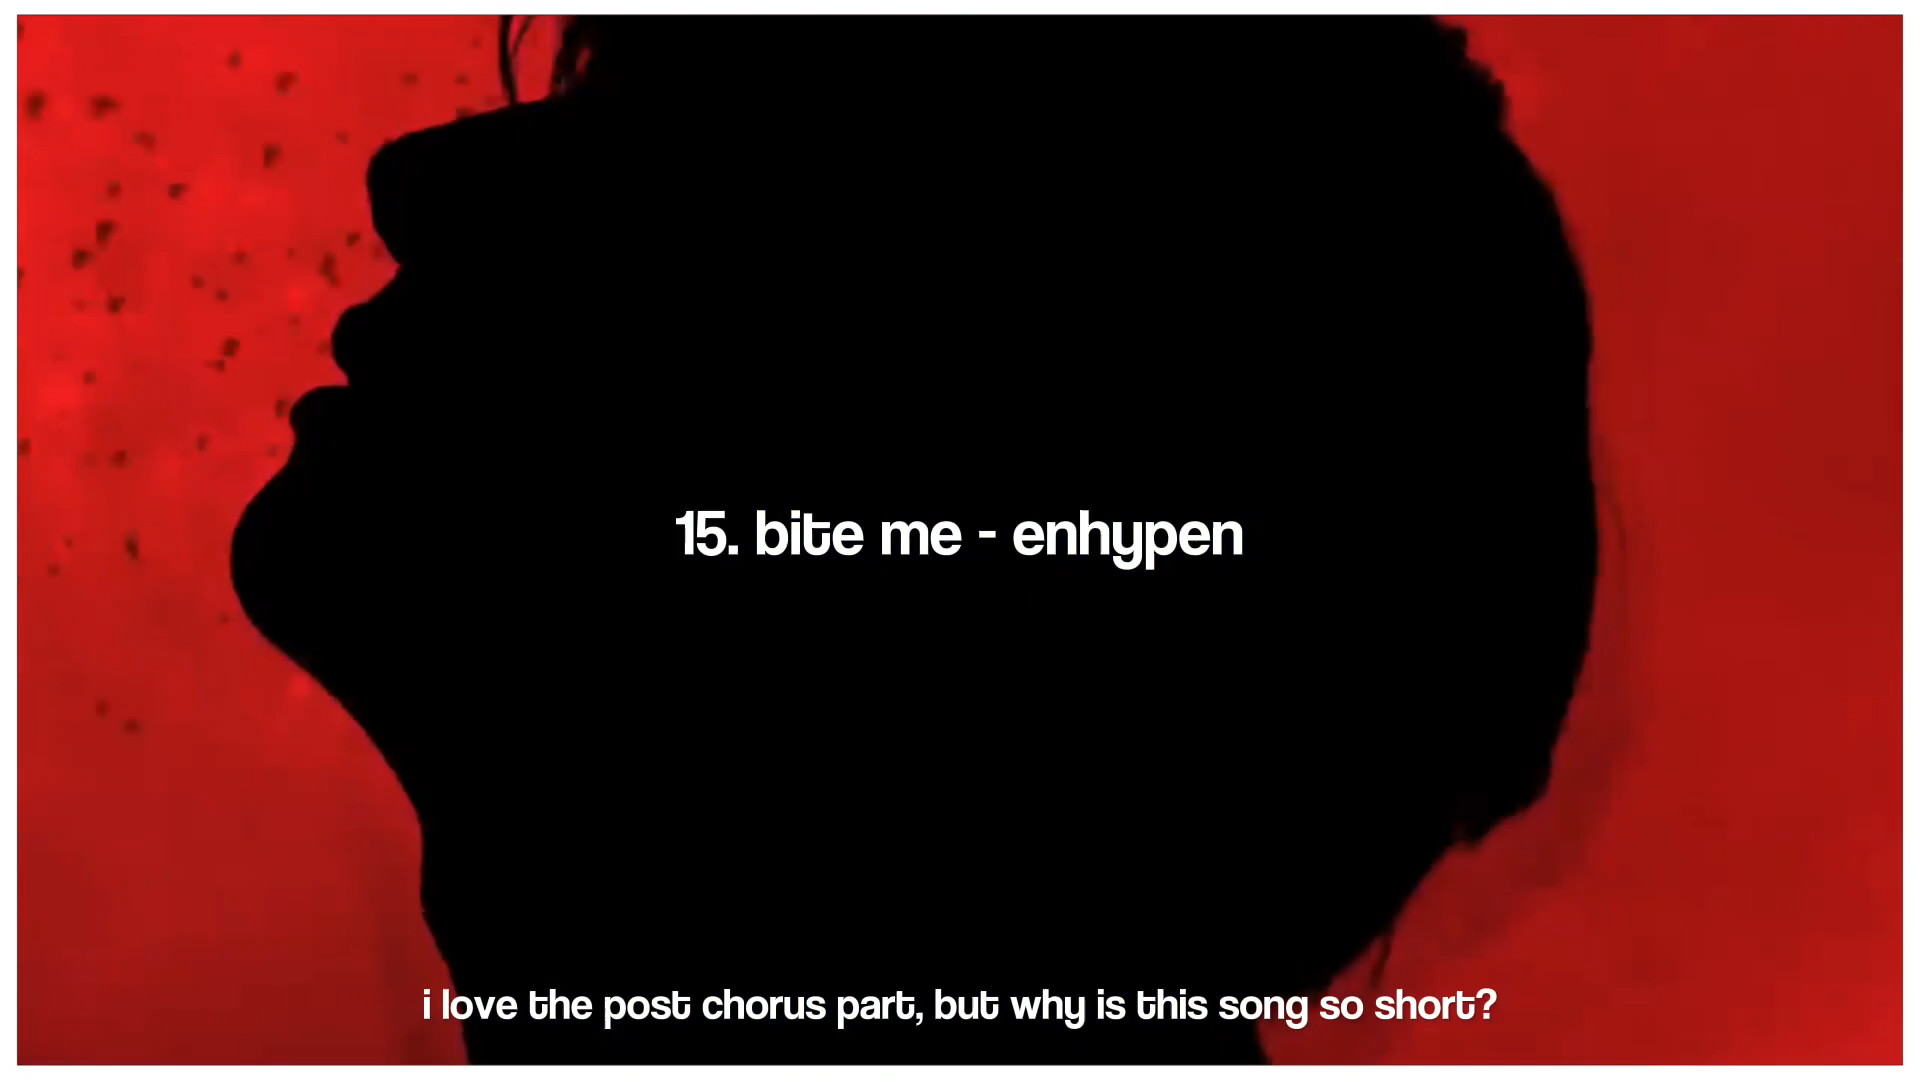 15. bite me - enhypen
i love the post chorus part, but why is this song so short?